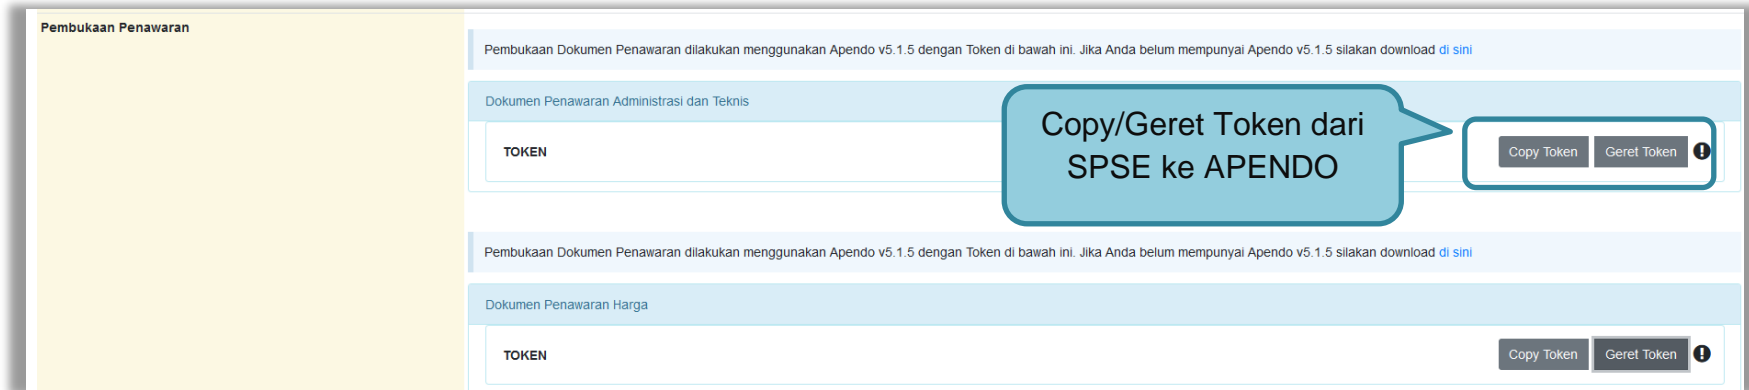 Pembukaan Penawaran
Pembukaan Dokumen Penawaran dilakukan menggunakan Apendo v5.1.5 dengan Token di bawah ini. Jika Anda belum mempunyai Apendo v5.1.5 silakan download di sini
Dokumen Penawaran Administrasi dan Teknis
Copy/Geret Token dari
SPSE ke APENDO
TOKEN
Copy Token Geret Token
Pembukaan Dokumen Penawaran dilakukan menggunakan Apendo v5.1.5 dengan Token di bawah ini. Jika Anda belum mempunyai Apendo v5.1.5 silakan download di sini
Dokumen Penawaran Harga
TOKEN
Copy Token Geret Token